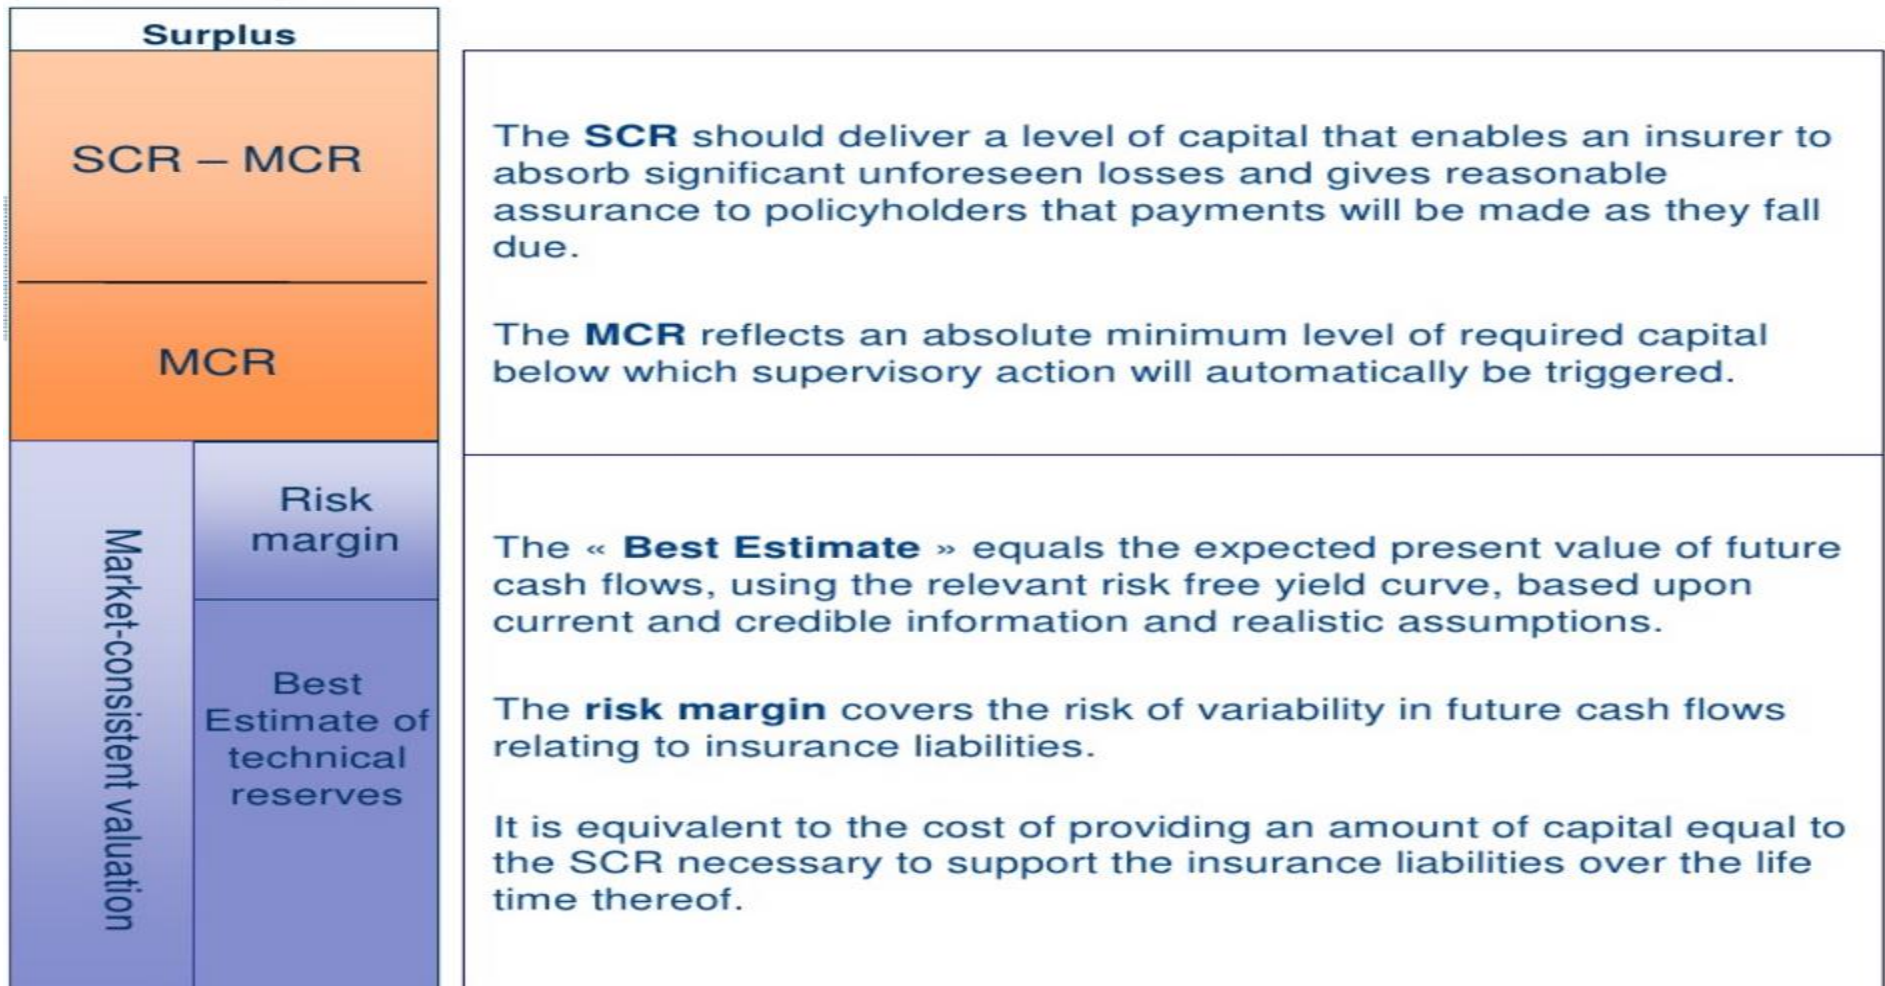 Surplus
SCR – MCR
MCR
Market-consistent valuation
Risk
margin
Best
Estimate of
technical
reserves
The SCR should deliver a level of capital that enables an insurer to
absorb significant unforeseen losses and gives reasonable
assurance to policyholders that payments will be made as they fall
due.
The MCR reflects an absolute minimum level of required capital
below which supervisory action will automatically be triggered.
The « Best Estimate » equals the expected present value of future
cash flows, using the relevant risk free yield curve, based upon
current and credible information and realistic assumptions.
The risk margin covers the risk of variability in future cash flows
relating to insurance liabilities.
It is equivalent to the cost of providing an amount of capital equal to
the SCR necessary to support the insurance liabilities over the life
time thereof.